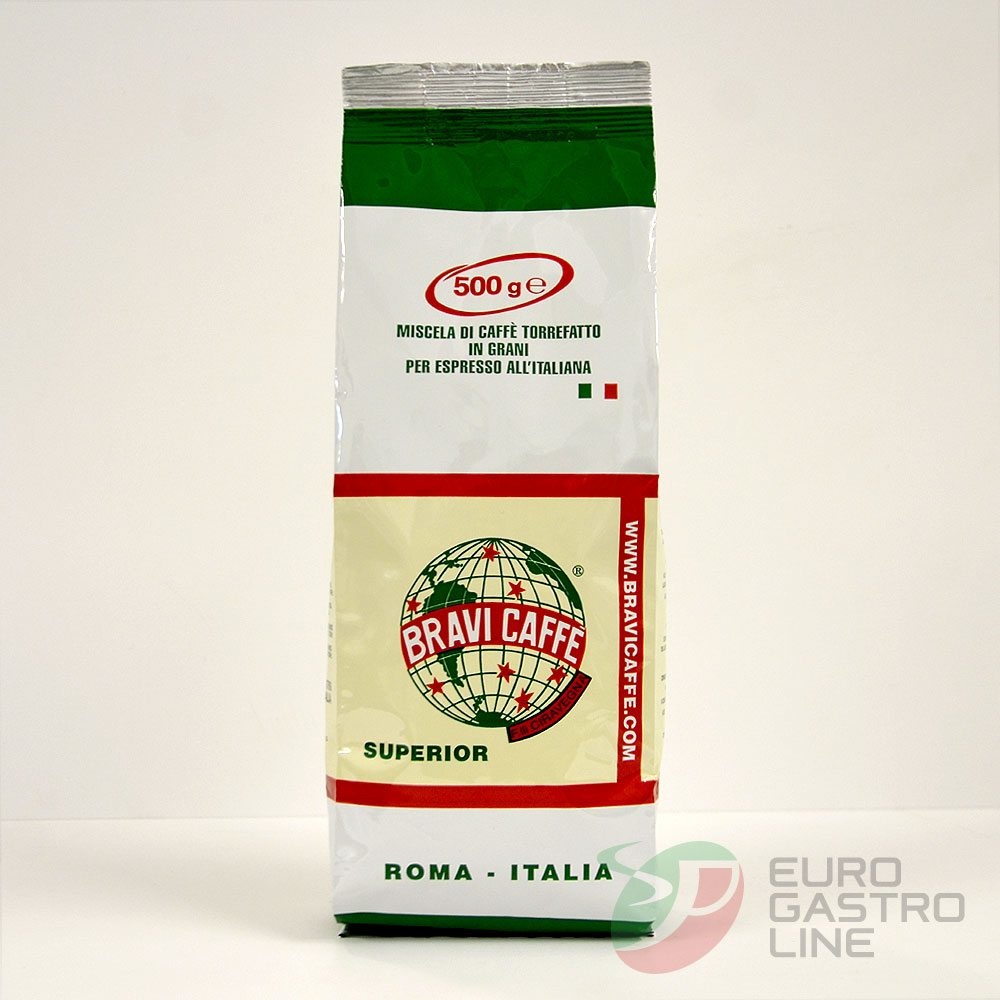 500 g ℮
MISCELA DI CAFFÈ TORREFATTO
IN GRANI
PER ESPRESSO ALL'ITALIANA
WWW.BRAVICAFFE.COM
®
BRAVI CAFFE
CIRAVEGNA
SUPERIOR
ROMA - ITALIA
EURO
GASTRO
LINE